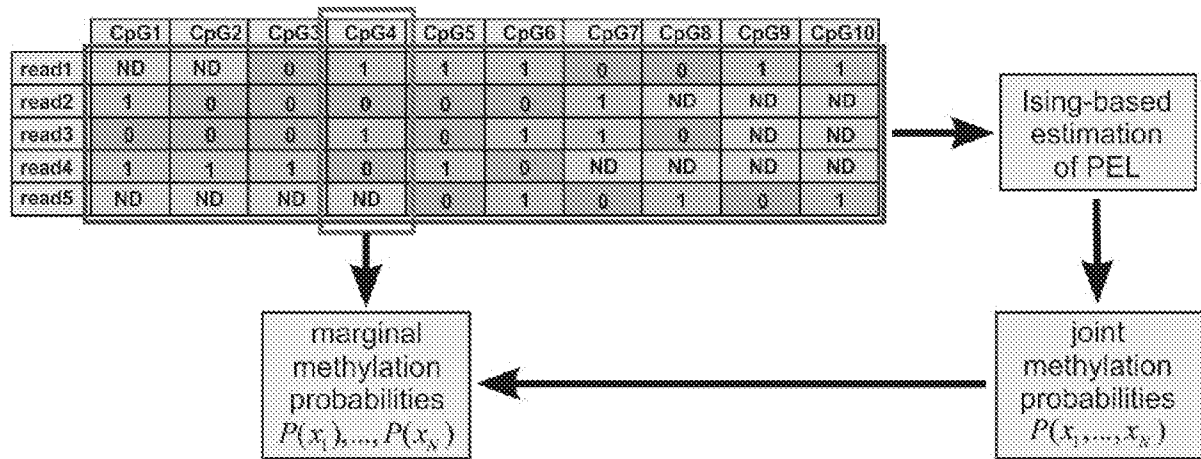 CpG1 CpG2 CpG3 CpG4 CpG5 CpG6 CpG7 CpG8 CpG9 CpG10
read1 ND ND 0 1 1 1 0 0 1 1
read2 1 0 0 0 0 0 1 ND ND ND
read3 0 0 0 1 0 1 1 0 ND ND
read4 1 1 1 0 1 0 ND ND ND ND
read5 ND ND ND ND 0 1 0 1 0 1
Ising-based
estimation
of PEL
marginal
methylation
probabilities
P(x₁),..., P(x_N)
joint
methylation
probabilities
P(x₁,...,x_N)